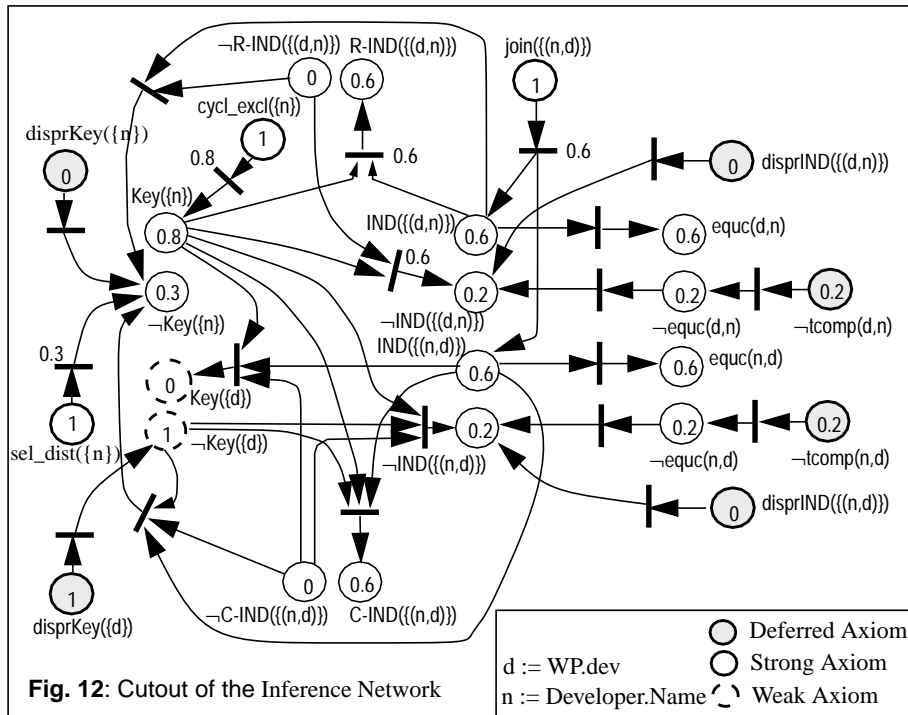 ¬R-IND({(d,n)}) R-IND({(d,n)}) join({(n,d)})
0 0.6 1
cycl_excl({n})
disprKey({n}) 1
0.8 0.6 0.6
0 0 disprIND({(d,n)})
Key({n}) IND({(d,n)})
0.8 0.6 0.6 equc(d,n)
0.6
0.3 0.2 0.2 0.2
¬Key({n}) ¬IND({(d,n)}) ¬equc(d,n) ¬tcomp(d,n)
IND({(n,d)})
0.3 0.6 0.6 equc(n,d)
0 Key({d})
1 1 ¬Key({d}) 0.2 0.2 0.2
sel_dist({n}) ¬IND({(n,d)}) ¬equc(n,d) ¬tcomp(n,d)
0 disprIND({(n,d)})
1 0 0.6
disprKey({d}) ¬C-IND({(n,d)}) C-IND({(n,d)})
Fig. 12: Cutout of the Inference Network
d := WP.dev
n := Developer.Name
Deferred Axiom
Strong Axiom
Weak Axiom